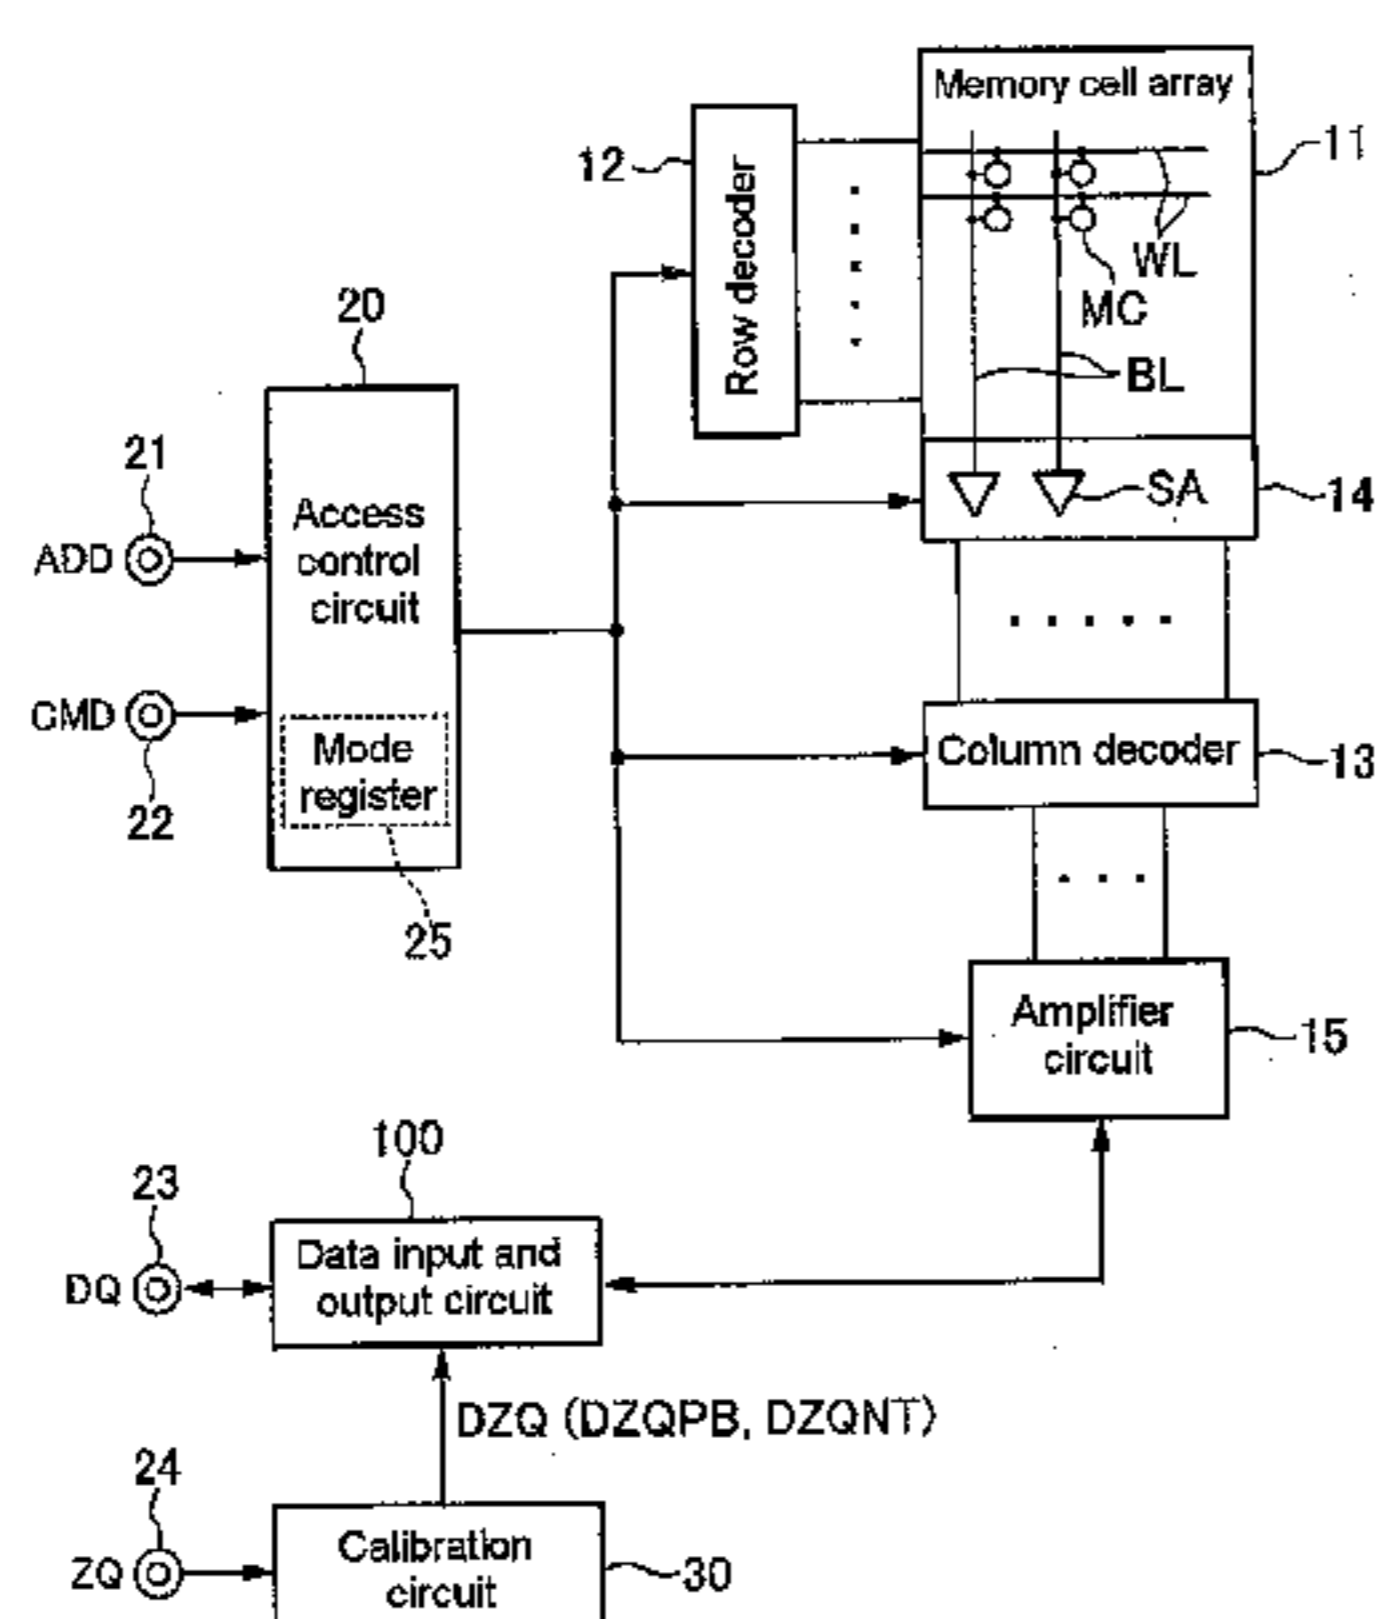 Memory cell array
11
12
Row decoder
WL
MC
BL
20
21
Access
control
circuit
SA
14
ADD
CMD
22
Mode
register
25
Column decoder
13
Amplifier
circuit
15
100
23
Data input and
output circuit
DQ
DZQ (DZQPB, DZQNT)
24
Calibration
circuit
ZQ
30